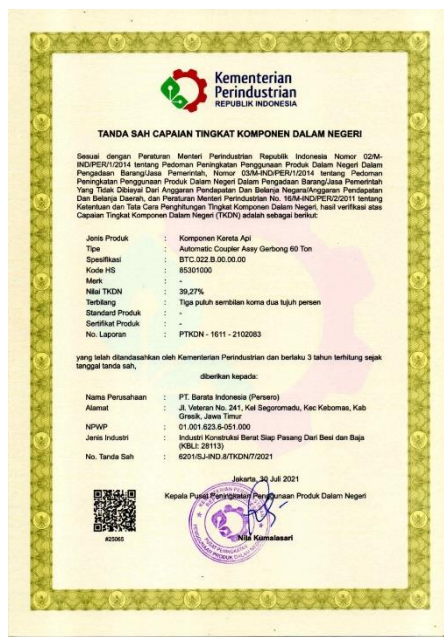 Kementerian
Perindustrian
REPUBLIK INDONESIA
TANDA SAH CAPAIAN TINGKAT KOMPONEN DALAM NEGERI
Sesuai dengan Peraturan Menteri Perindustrian Republik Indonesia Nomor 02/M-
IND/PER/1/2014 tentang Pedoman Peningkatan Penggunaan Produk Dalam Negeri Dalam
Pengadaan Barang/Jasa Pemerintah, Nomor 03/M-IND/PER/1/2014 tentang Pedoman
Peningkatan Penggunaan Produk Dalam Negeri Dalam Pengadaan Barang/Jasa Pemerintah
Yang Tidak Dibiayai Dari Anggaran Pendapatan Dan Belanja Negara/Anggaran Pendapatan
Dan Belanja Daerah, dan Peraturan Menteri Perindustrian No. 16/M-IND/PER/2/2011 tentang
Ketentuan dan Tata Cara Penghitungan Tingkat Komponen Dalam Negeri, hasil verifikasi atas
Capaian Tingkat Komponen Dalam Negeri (TKDN) adalah sebagai berikut:
Jenis Produk : Komponen Kereta Api
Tipe : Automatic Coupler Assy Gerbong 60 Ton
Spesifikasi : BTC.022.B.00.00.00
Kode HS : 85301000
Merk : -
Nilai TKDN : 39,27%
Terbilang : Tiga puluh sembilan koma dua tujuh persen
Standard Produk : -
Sertifikat Produk : -
No. Laporan : PTKDN - 1611 - 2102083
yang telah ditandasahkan oleh Kementerian Perindustrian dan berlaku 3 tahun terhitung sejak
tanggal tanda sah,
diberikan kepada:
Nama Perusahaan : PT. Barata Indonesia (Persero)
Alamat : Jl. Veteran No. 241, Kel Segoromadu, Kec Kebomas, Kab
Gresik, Jawa Timur
NPWP : 01.001.623.6-051.000
Jenis Industri : Industri Konstruksi Berat Siap Pasang Dari Besi dan Baja
(KBLI: 28113)
No. Tanda Sah : 6201/SJ-IND.8/TKDN/7/2021
Jakarta, 30 Juli 2021
Kepala Pusat Peningkatan Penggunaan Produk Dalam Negeri
Nila Kumalasari
#25065